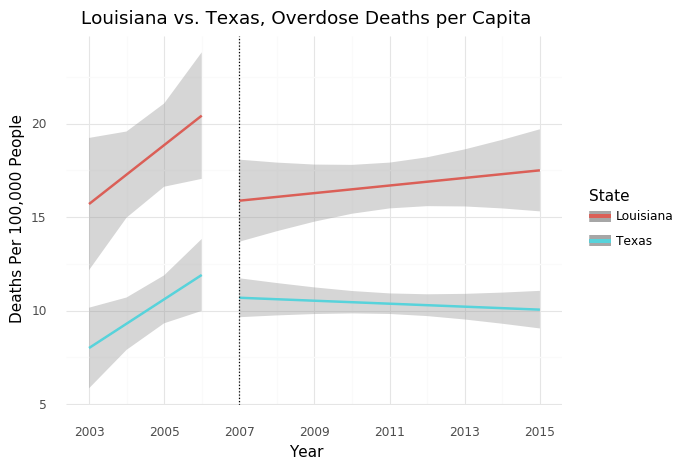 Louisiana vs. Texas, Overdose Deaths per Capita
Deaths Per 100,000 People
20
15
10
5
2003 2005 2007 2009 2011 2013 2015
Year
State
Louisiana
Texas